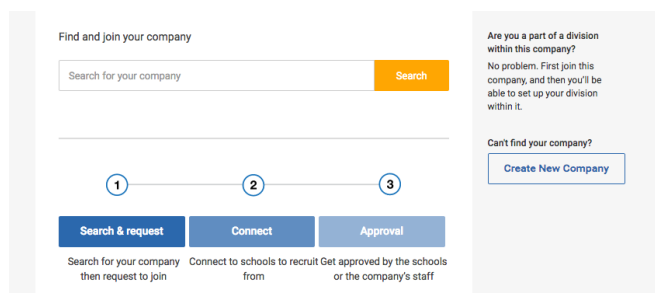 Find and join your company
Search for your company
Search
1
2
3
Search & request
Connect
Approval
Search for your company
then request to join
Connect to schools to recruit
from
Get approved by the schools
or the company's staff
Are you a part of a division
within this company?
No problem. First join this
company, and then you'll be
able to set up your division
within it.
Can't find your company?
Create New Company